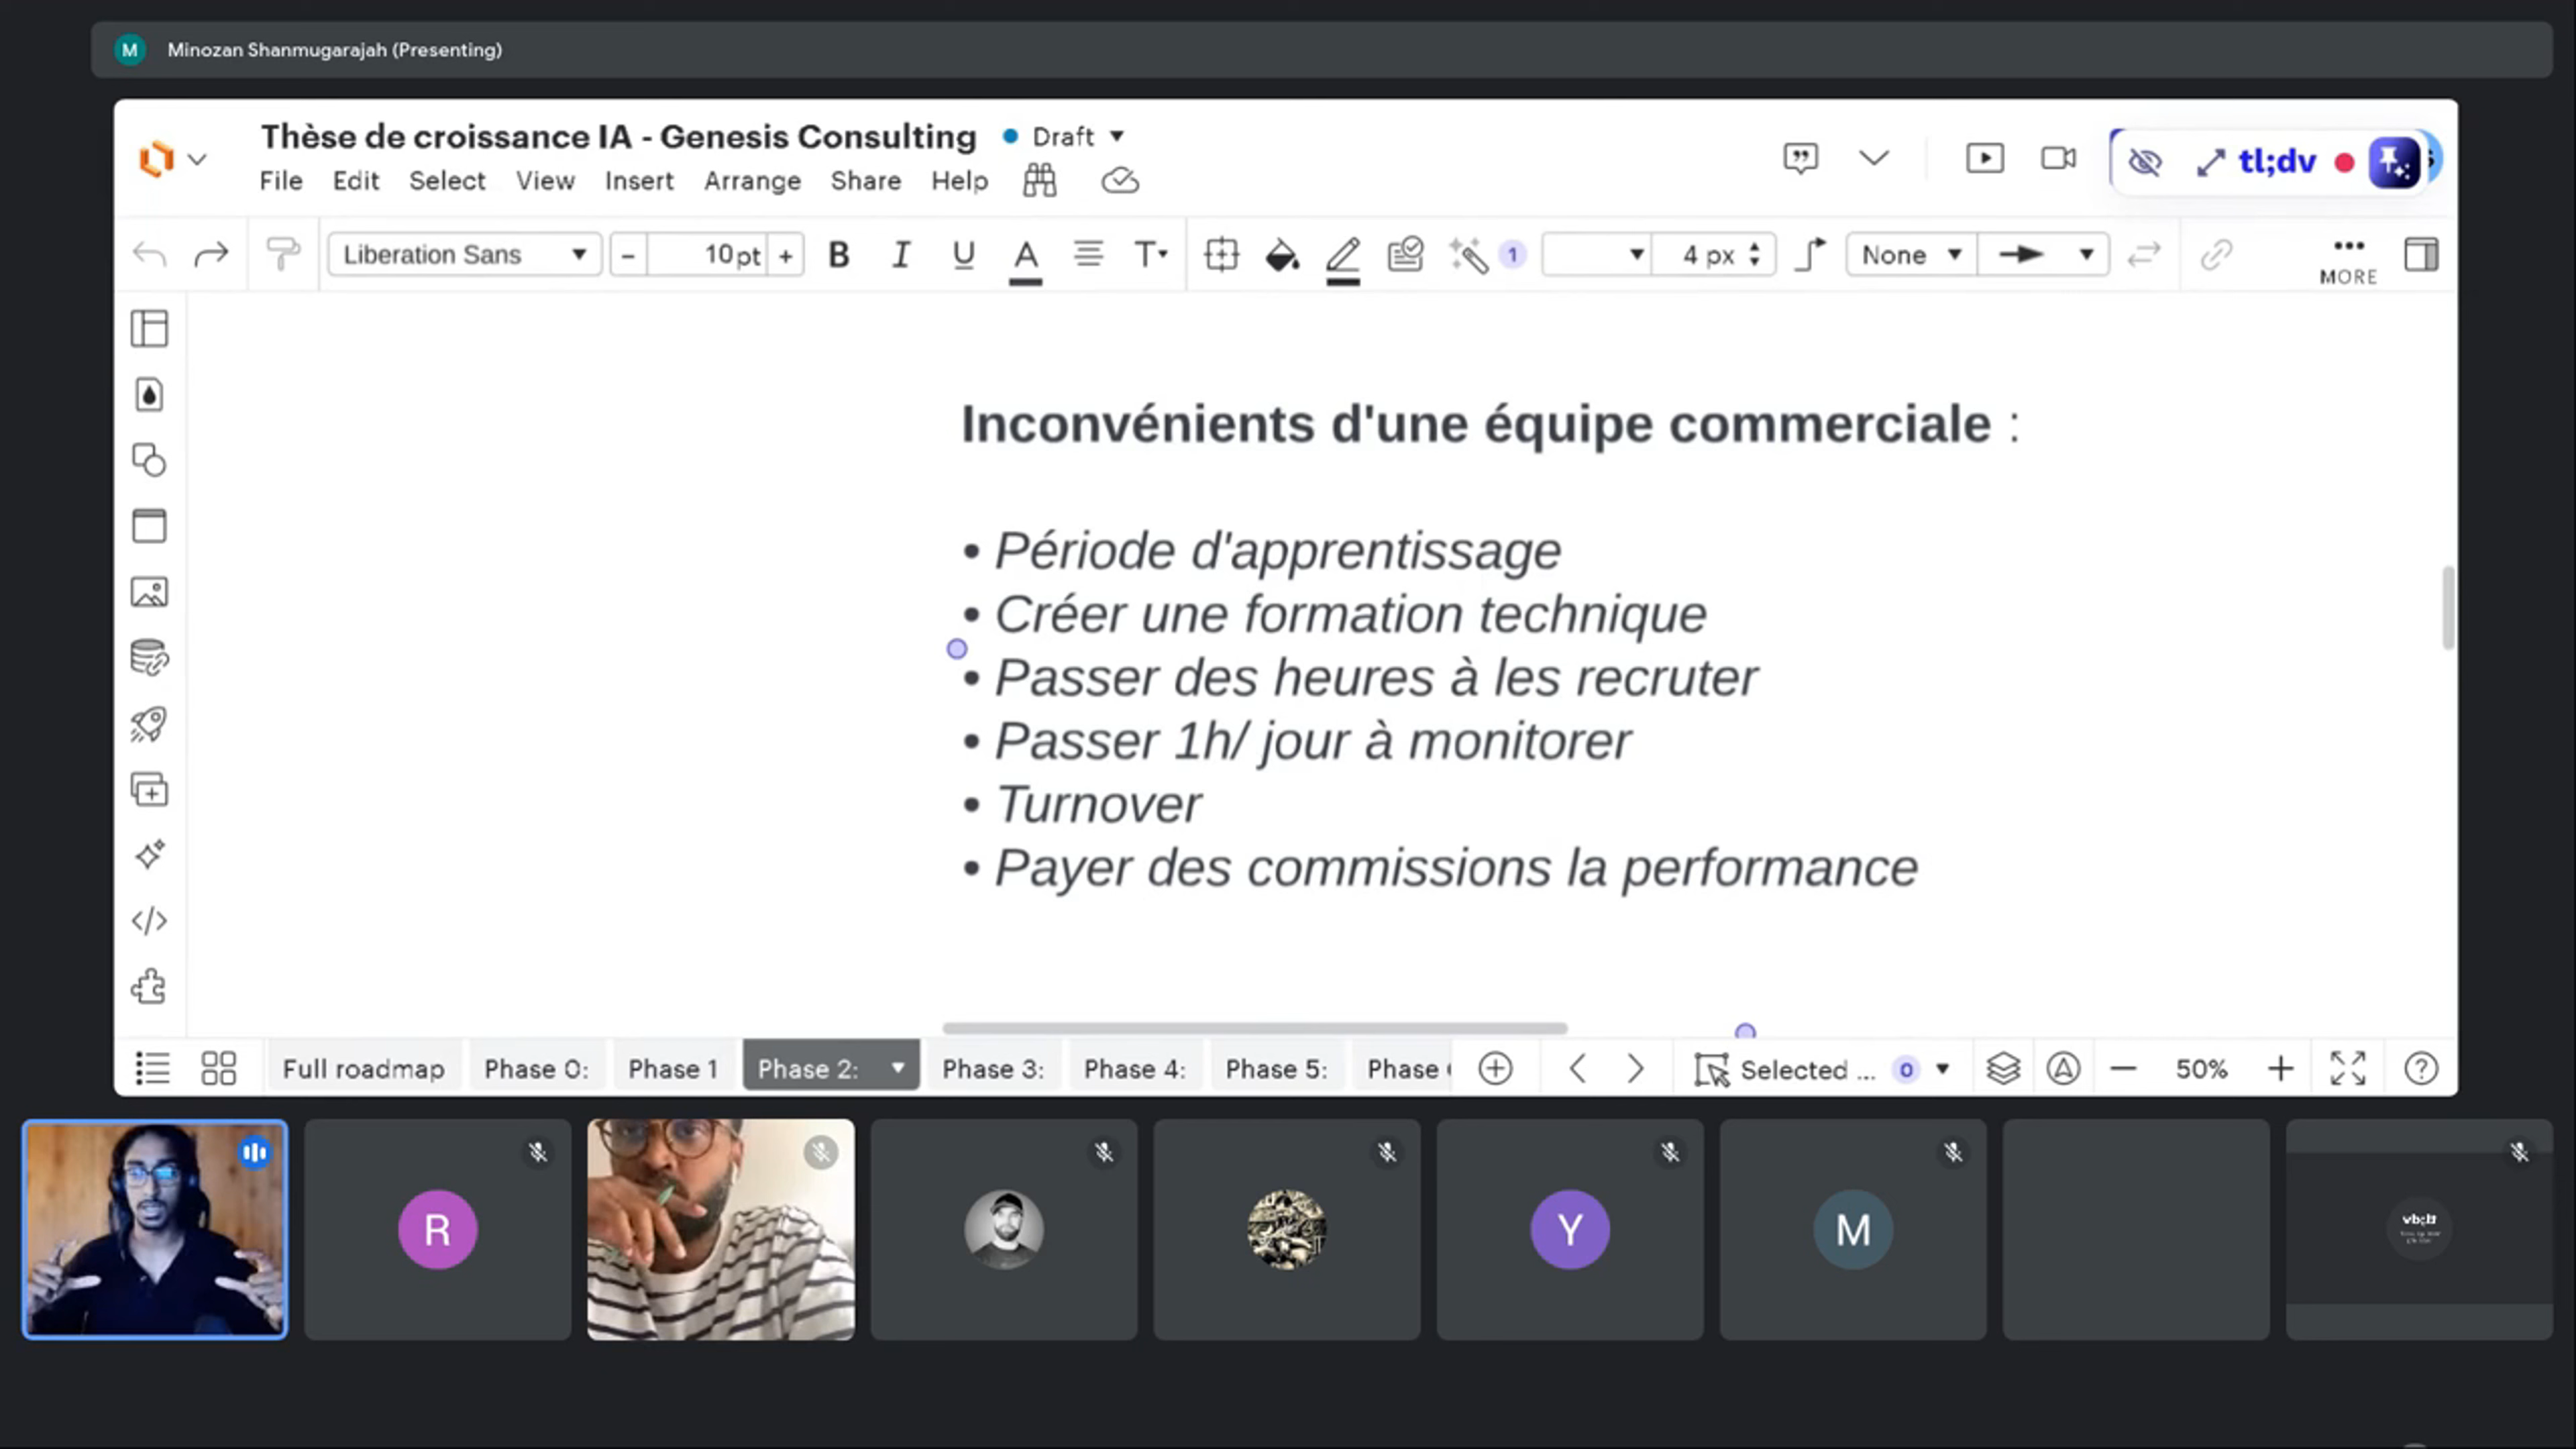 M Minozan Shanmugarajah (Presenting)
Thèse de croissance IA - Genesis Consulting Draft
File Edit Select View Insert Arrange Share Help
tl;dv
Liberation Sans - 10 pt + B I U A T 1 4 px None MORE
Inconvénients d'une équipe commerciale :
• Période d'apprentissage
• Créer une formation technique
• Passer des heures à les recruter
• Passer 1h/ jour à monitorer
• Turnover
• Payer des commissions la performance
Full roadmap Phase 0: Phase 1 Phase 2: Phase 3: Phase 4: Phase 5: Phase Selected ... 0 50%
R Y M